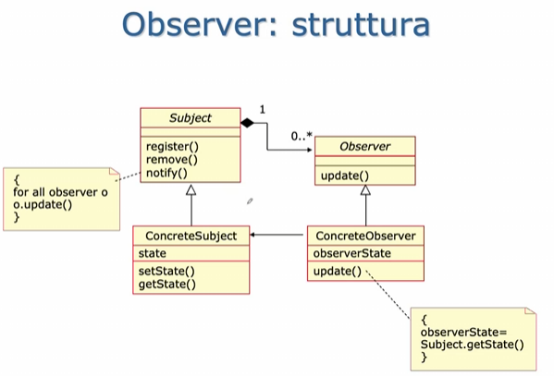 Observer: struttura
Subject
register()
remove()
notify()
1
0..*
Observer
update()
{
for all observer o
o.update()
}
ConcreteSubject
state
setState()
getState()
ConcreteObserver
observerState
update()
{
observerState=
Subject.getState()
}